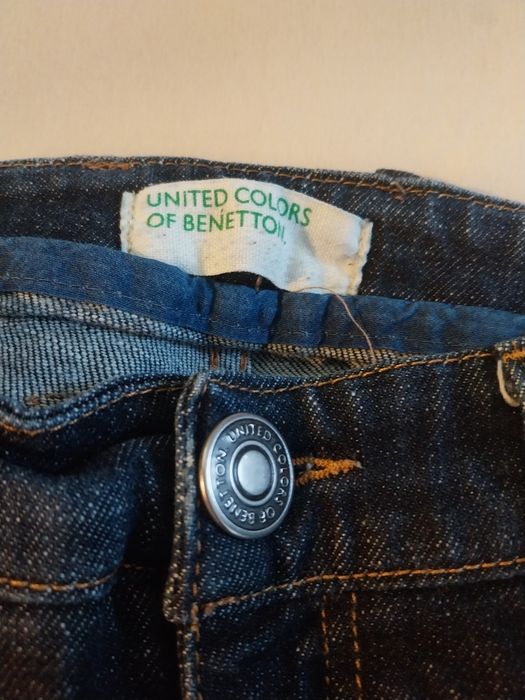 UNITED COLORS
OF BENETTON.
UNITED COLORS OF BENETTON